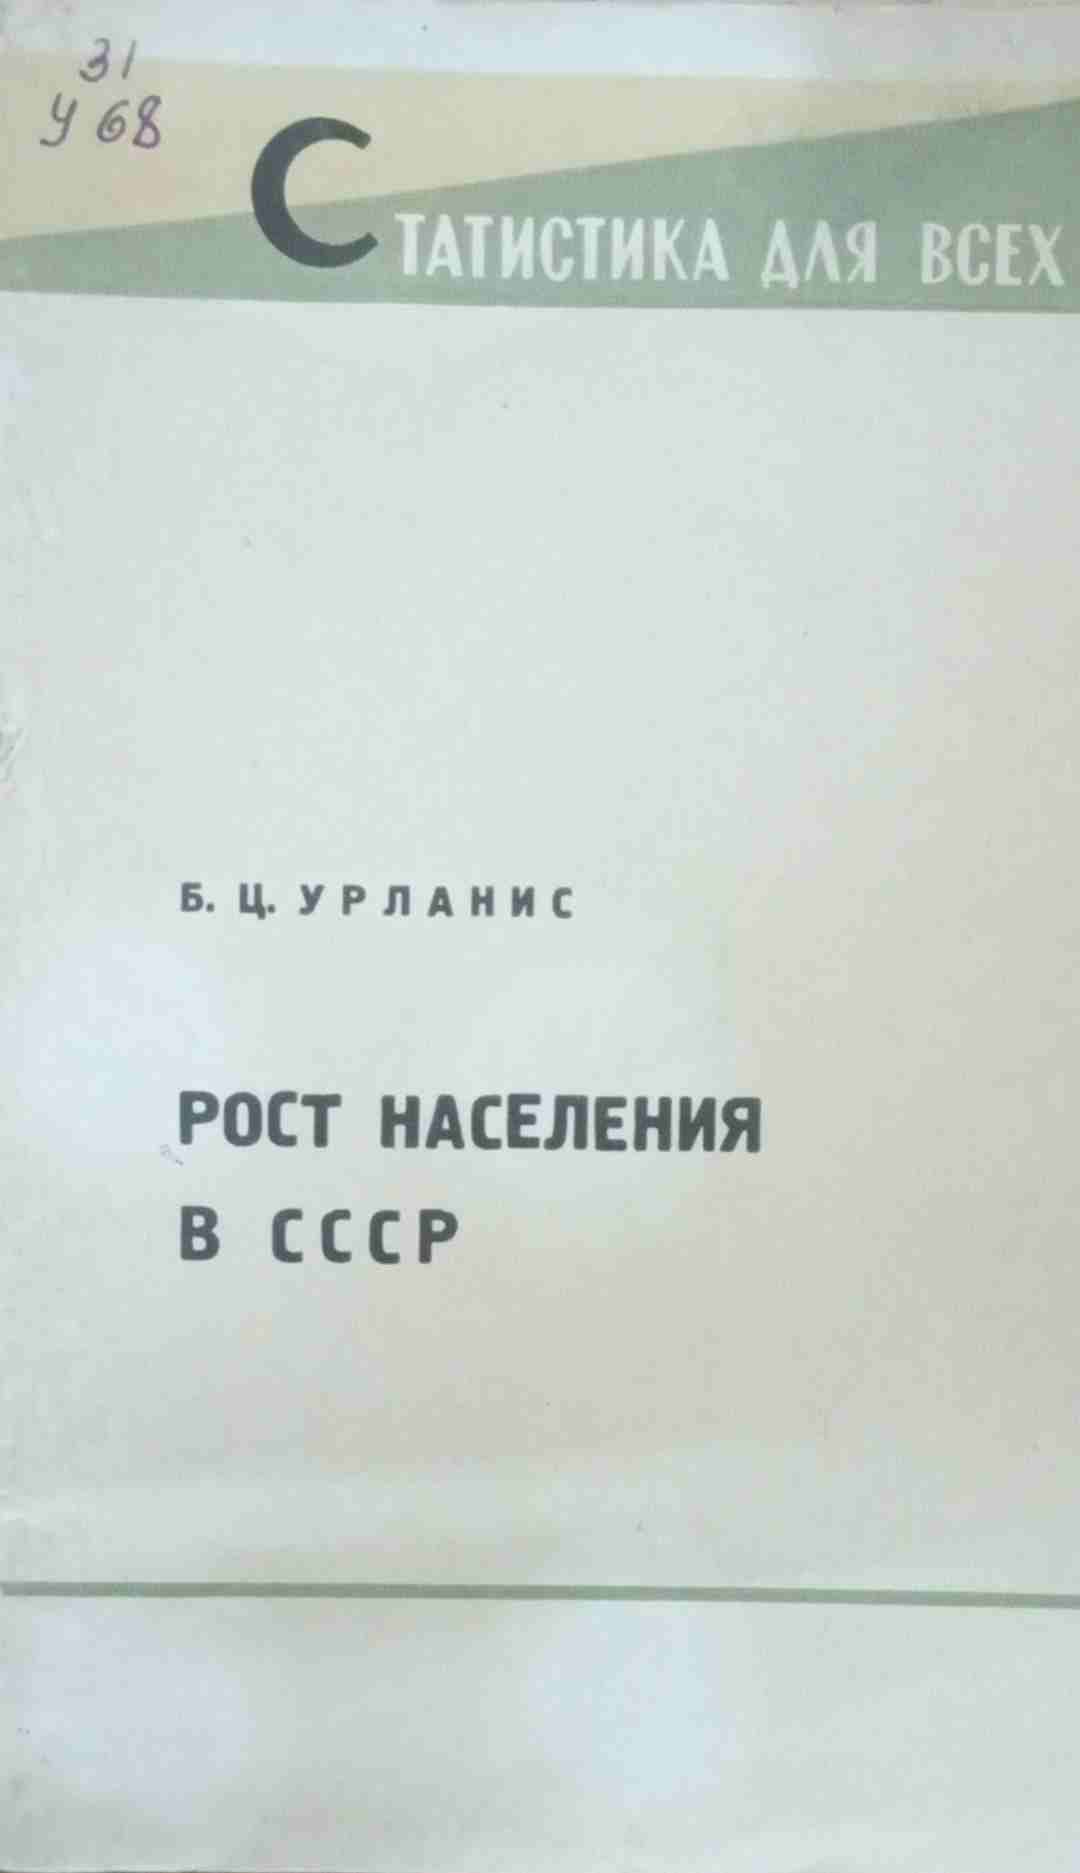 31
У 68
СТАТИСТИКА ДЛЯ ВСЕХ
Б. Ц. УРЛАНИС
РОСТ НАСЕЛЕНИЯ
В СССР